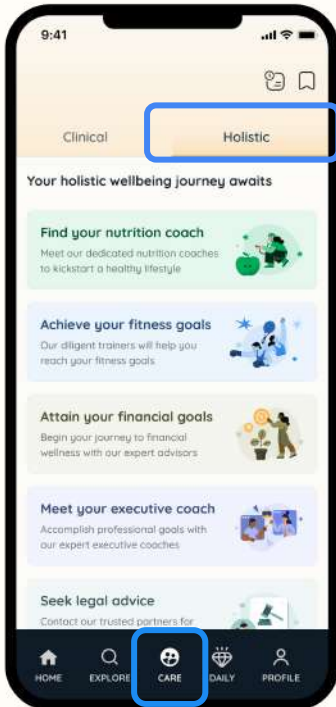 9:41
Clinical
Holistic
Your holistic wellbeing journey awaits
Find your nutrition coach
Meet our dedicated nutrition coaches
to kickstart a healthy lifestyle
Achieve your fitness goals
Our diligent trainers will help you
reach your fitness goals
Attain your financial goals
Begin your journey to financial
wellness with our expert advisors
Meet your executive coach
Accomplish professional goals with
our expert executive coaches
Seek legal advice
Contact our trusted partners for
HOME
EXPLORE
CARE
DAILY
PROFILE